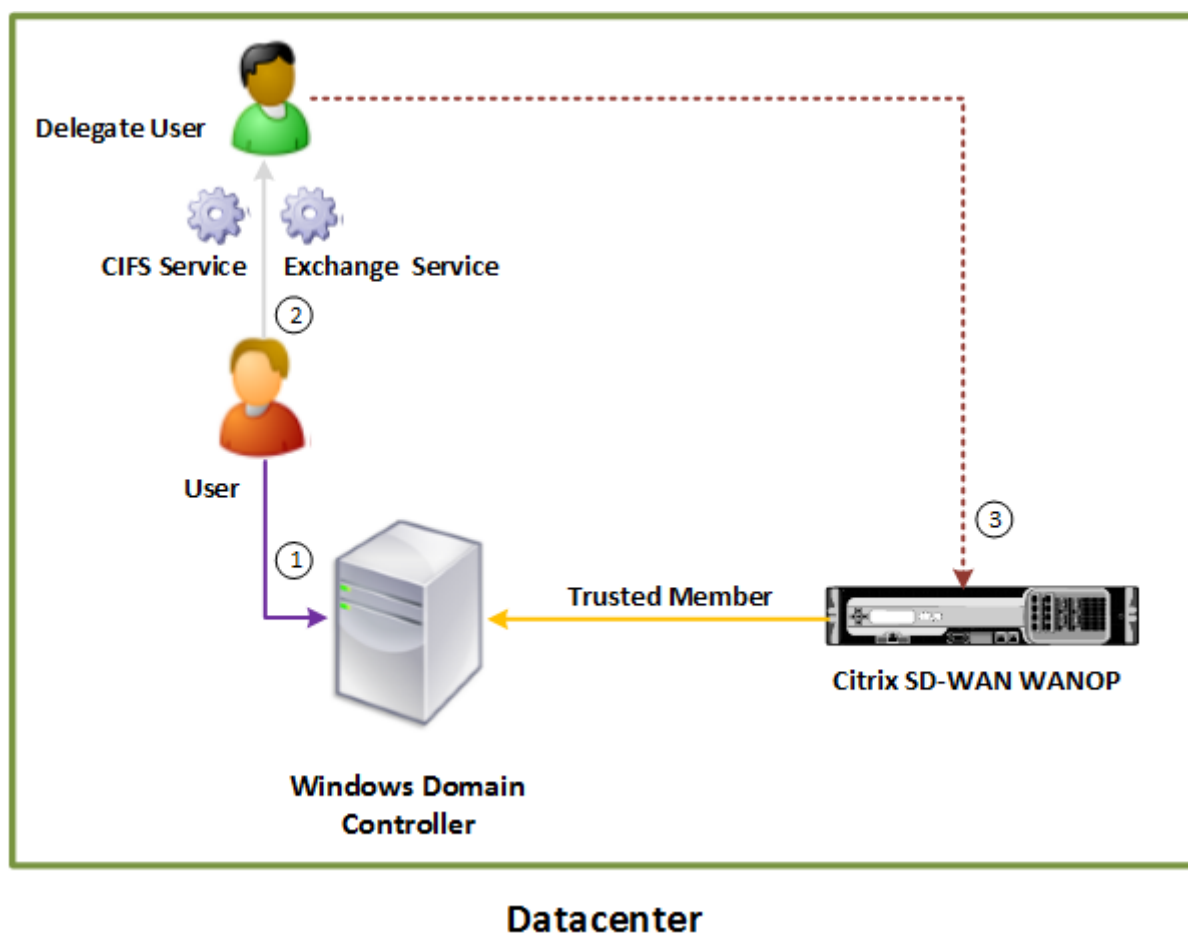 Delegate User
CIFS Service
Exchange Service
2
User
1
3
Trusted Member
Citrix SD-WAN WANOP
Windows Domain
Controller
Datacenter